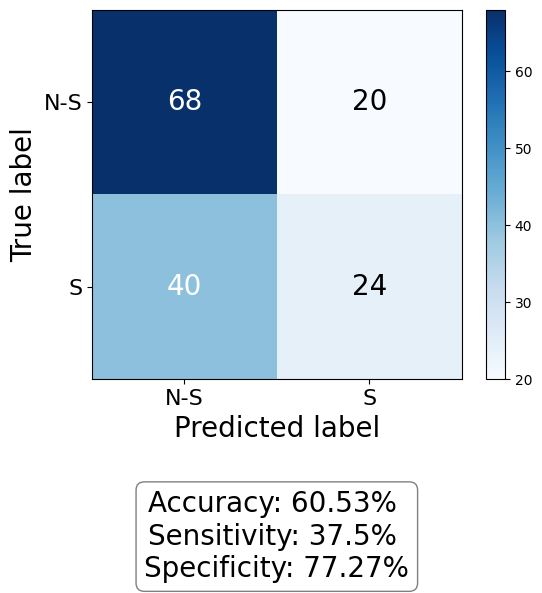 True label
N-S
68
20
S
40
24
N-S
S
Predicted label
60
50
40
30
20
Accuracy: 60.53%
Sensitivity: 37.5%
Specificity: 77.27%